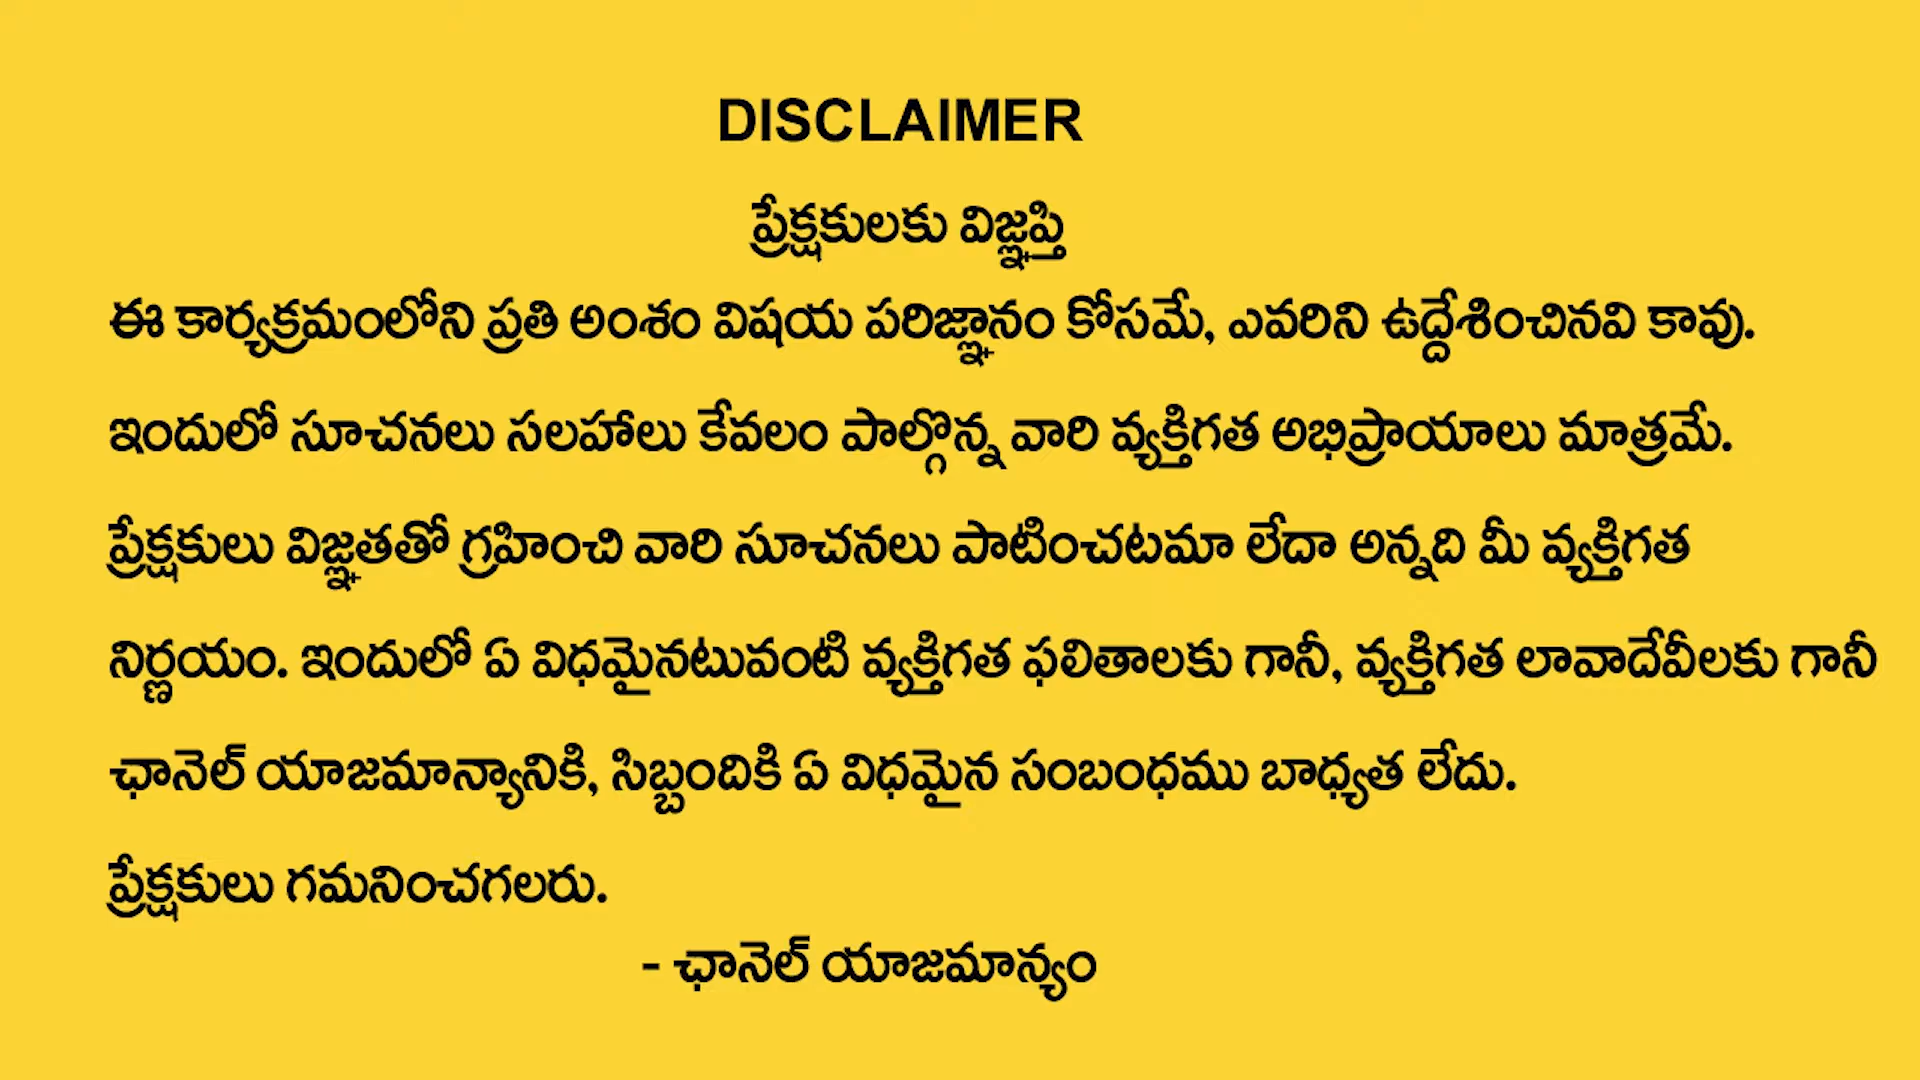 DISCLAIMER
ప్రేక్షకులకు విజ్ఞప్తి
ఈ కార్యక్రమంలోని ప్రతి అంశం విషయ పరిజ్ఞానం కోసమే, ఎవరిని ఉద్దేశించినవి కావు.
ఇందులో సూచనలు సలహాలు కేవలం పాల్గొన్న వారి వ్యక్తిగత అభిప్రాయాలు మాత్రమే.
ప్రేక్షకులు విజ్ఞతతో గ్రహించి వారి సూచనలు పాటించటమా లేదా అన్నది మీ వ్యక్తిగత
నిర్ణయం. ఇందులో ఏ విధమైనటువంటి వ్యక్తిగత ఫలితాలకు గానీ, వ్యక్తిగత లావాదేవీలకు గానీ
ఛానెల్ యాజమాన్యానికి, సిబ్బందికి ఏ విధమైన సంబంధము బాధ్యత లేదు.
ప్రేక్షకులు గమనించగలరు.
- ఛానెల్ యాజమాన్యం